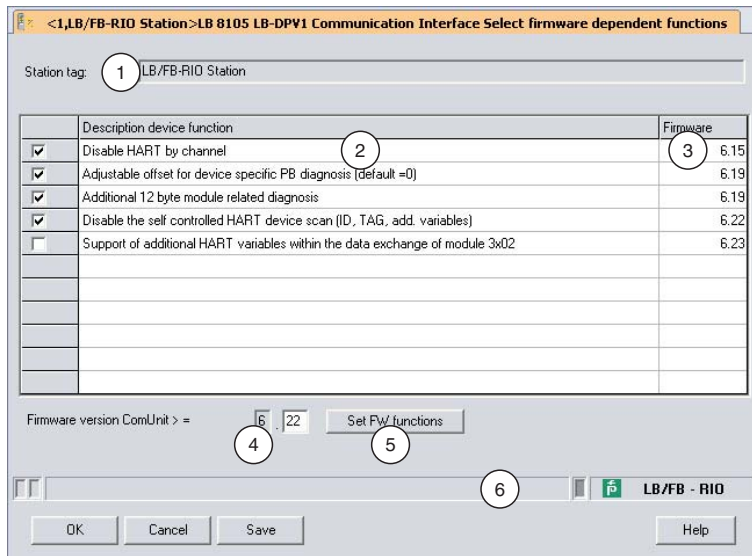 <1,LB/FB-RIO Station>LB 8105 LB-DPV1 Communication Interface Select firmware dependent functions
Station tag: 1 LB/FB-RIO Station
Description device function 2 Firmware 3
Disable HART by channel 6.15
Adjustable offset for device specific PB diagnosis (default =0) 6.19
Additional 12 byte module related diagnosis 6.19
Disable the self controlled HART device scan (ID, TAG, add. variables) 6.22
Support of additional HART variables within the data exchange of module 3x02 6.23
Firmware version ComUnit > = 6 . 22 Set FW functions
4 5
6 LB/FB - RIO
OK Cancel Save Help